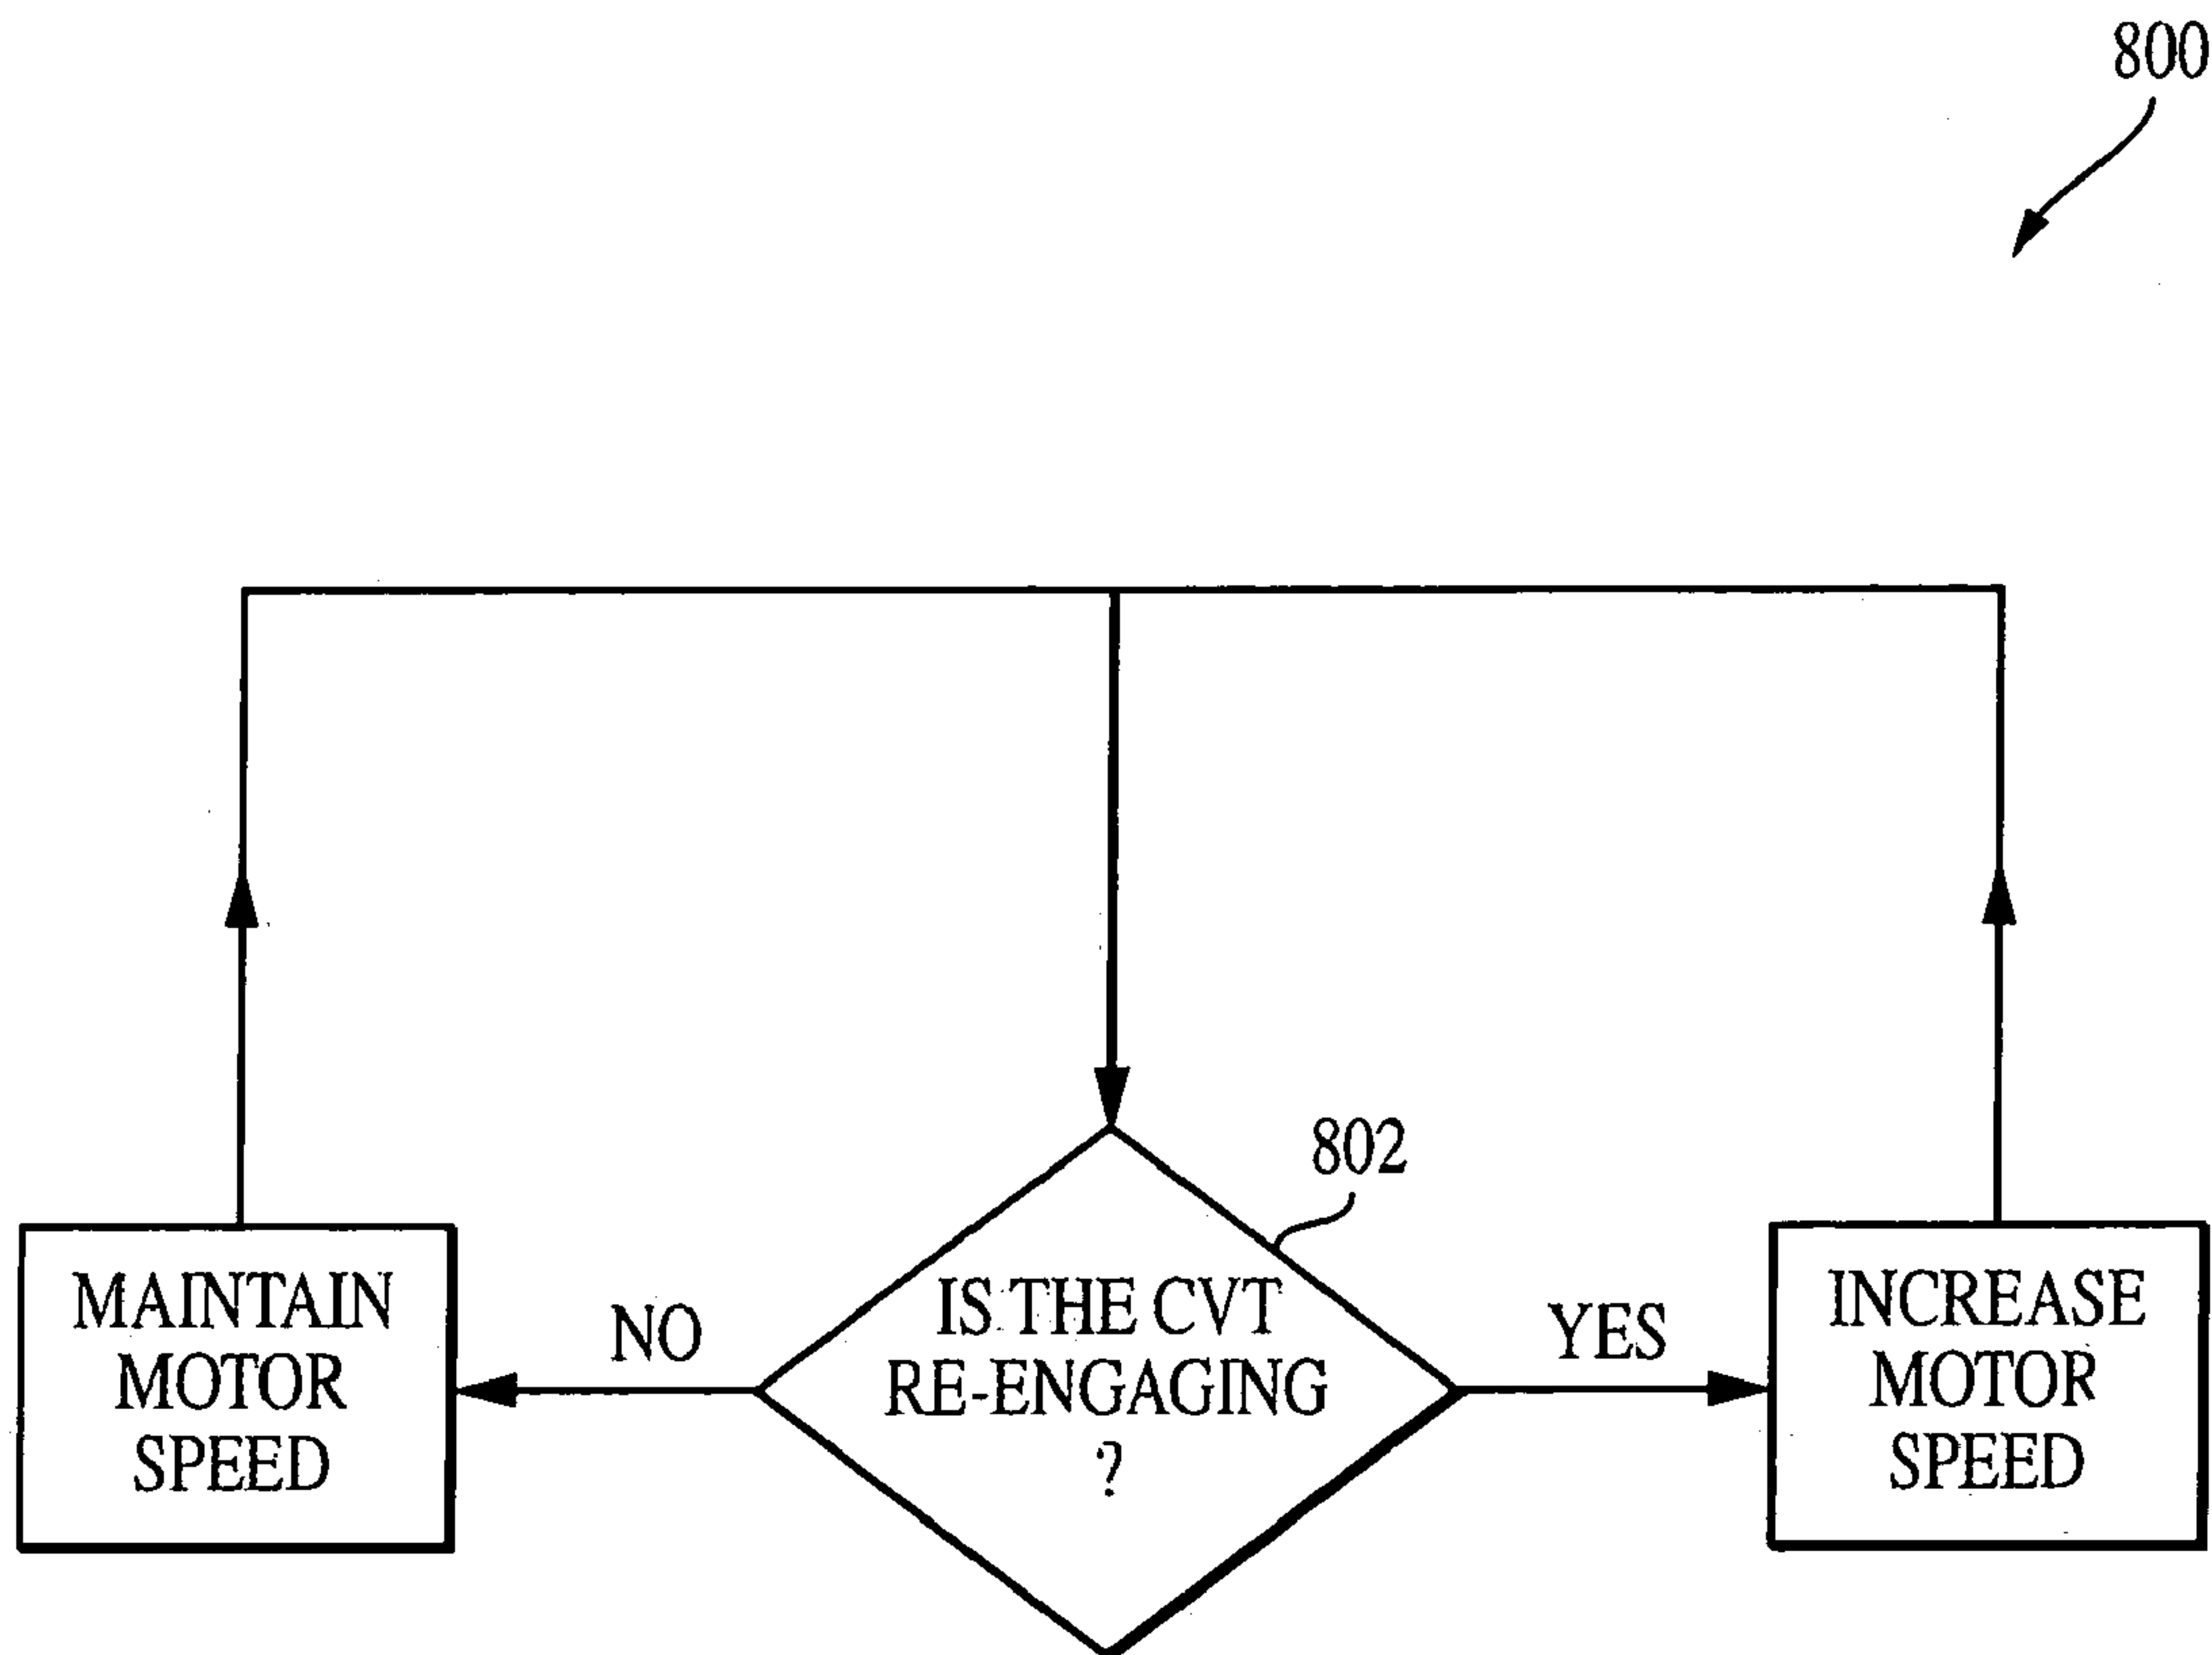 800
802
MAINTAIN
MOTOR
SPEED
NO
IS THE CVT
RE-ENGAGING
?
YES
INCREASE
MOTOR
SPEED